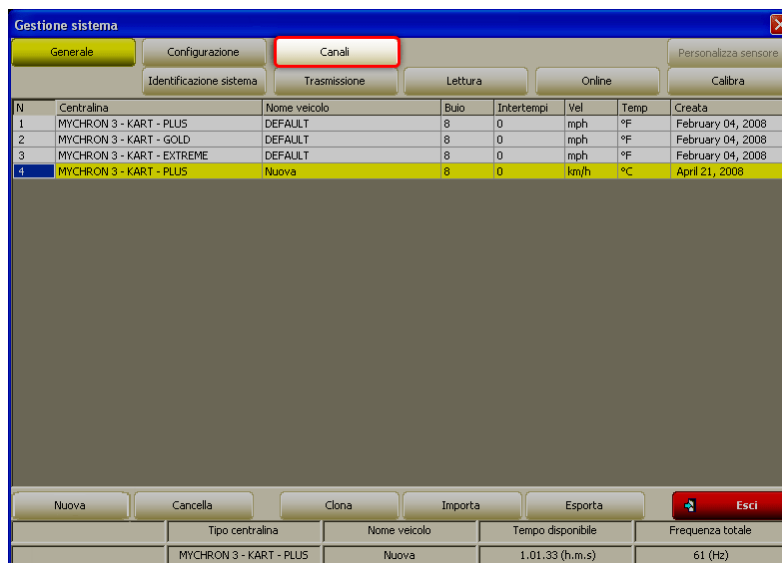 Gestione sistema
Generale Configurazione Canali Personalizza sensore
Identificazione sistema Trasmissione Lettura Online Calibra
N Centralina Nome veicolo Buio Intertempi Vel Temp Creata
1 MYCHRON 3 - KART - PLUS DEFAULT 8 0 mph °F February 04, 2008
2 MYCHRON 3 - KART - GOLD DEFAULT 8 0 mph °F February 04, 2008
3 MYCHRON 3 - KART - EXTREME DEFAULT 8 0 mph °F February 04, 2008
4 MYCHRON 3 - KART - PLUS Nuova 8 0 km/h °C April 21, 2008
Nuova Cancella Clona Importa Esporta Esci
Tipo centralina Nome veicolo Tempo disponibile Frequenza totale
MYCHRON 3 - KART - PLUS Nuova 1.01.33 (h.m.s) 61 (Hz)